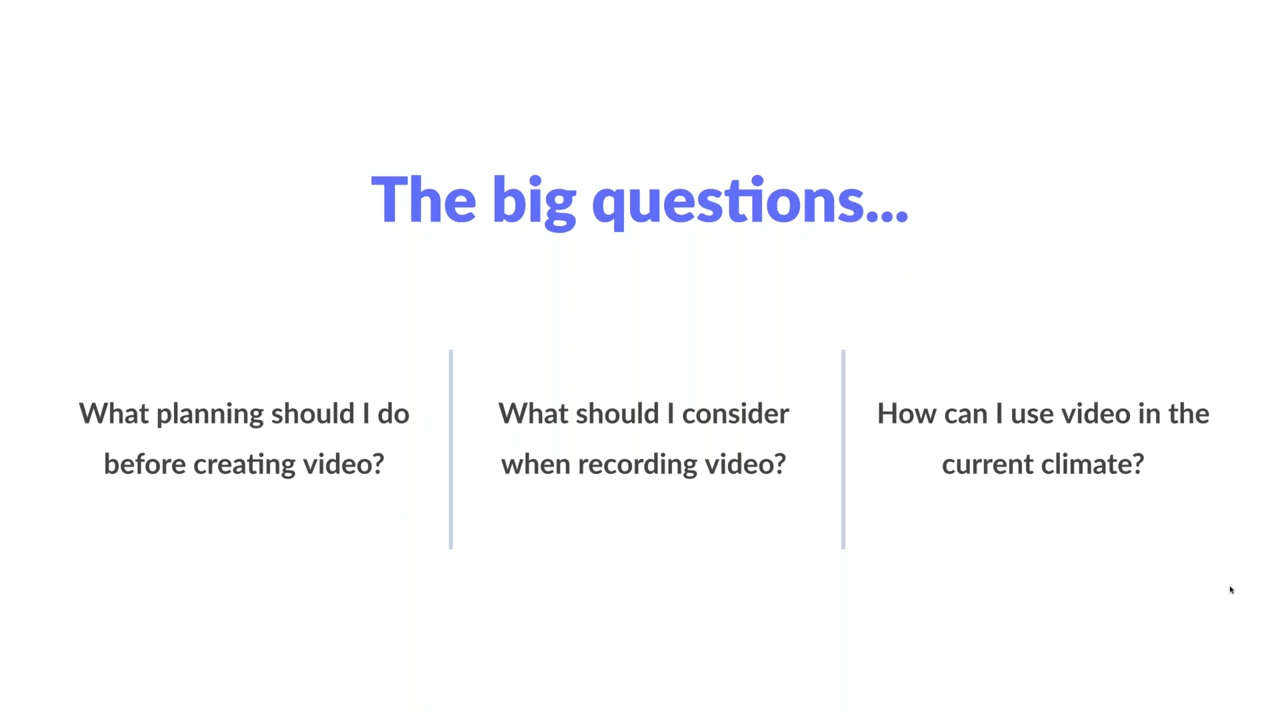 The big questions...
What planning should I do
before creating video?
What should I consider
when recording video?
How can I use video in the
current climate?